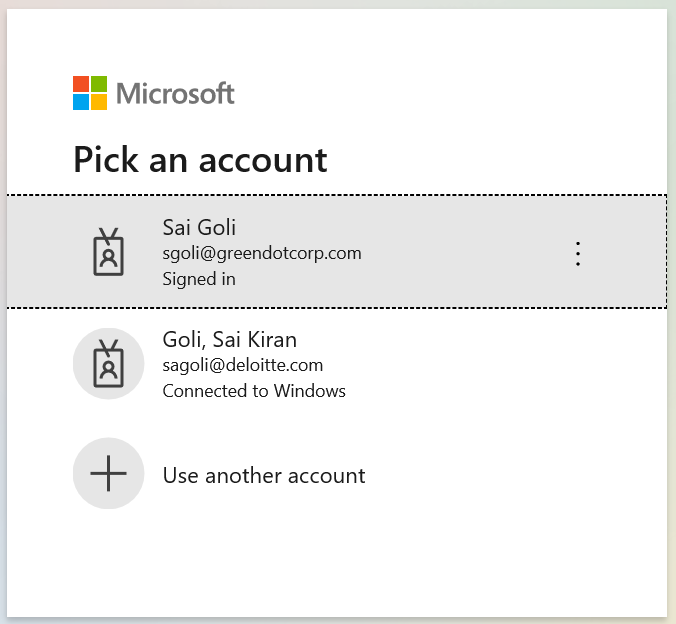 Microsoft
Pick an account
Sai Goli
sgoli@greendotcorp.com
Signed in
Goli, Sai Kiran
sagoli@deloitte.com
Connected to Windows
Use another account